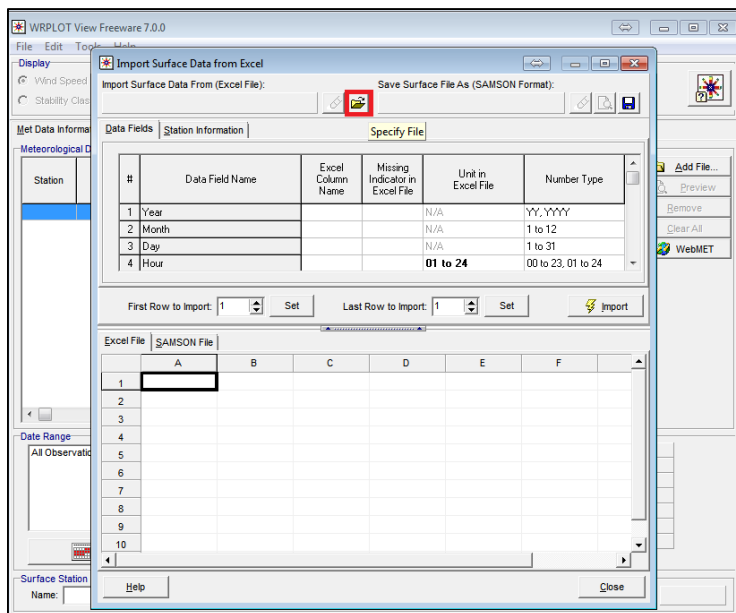 WRPLOT View Freeware 7.0.0
File Edit Tools Help
Import Surface Data from Excel
Display
Wind Speed
Stability Clas
Import Surface Data From (Excel File):
Save Surface File As (SAMSON Format):
Specify File
Met Data Informa
Data Fields
Station Information
Meteorological D
Station
# Data Field Name Excel Column Name Missing Indicator in Excel File Unit in Excel File Number Type
1 Year N/A YY, YYYY
2 Month N/A 1 to 12
3 Day N/A 1 to 31
4 Hour 01 to 24 00 to 23, 01 to 24
Add File...
Preview
Remove
Clear All
WebMET
First Row to Import: 1 Set Last Row to Import: 1 Set Import
Excel File SAMSON File
A B C D E F
1
2
3
4
5
6
7
8
9
10
Date Range
All Observatio
Help
Close
Surface Station
Name: